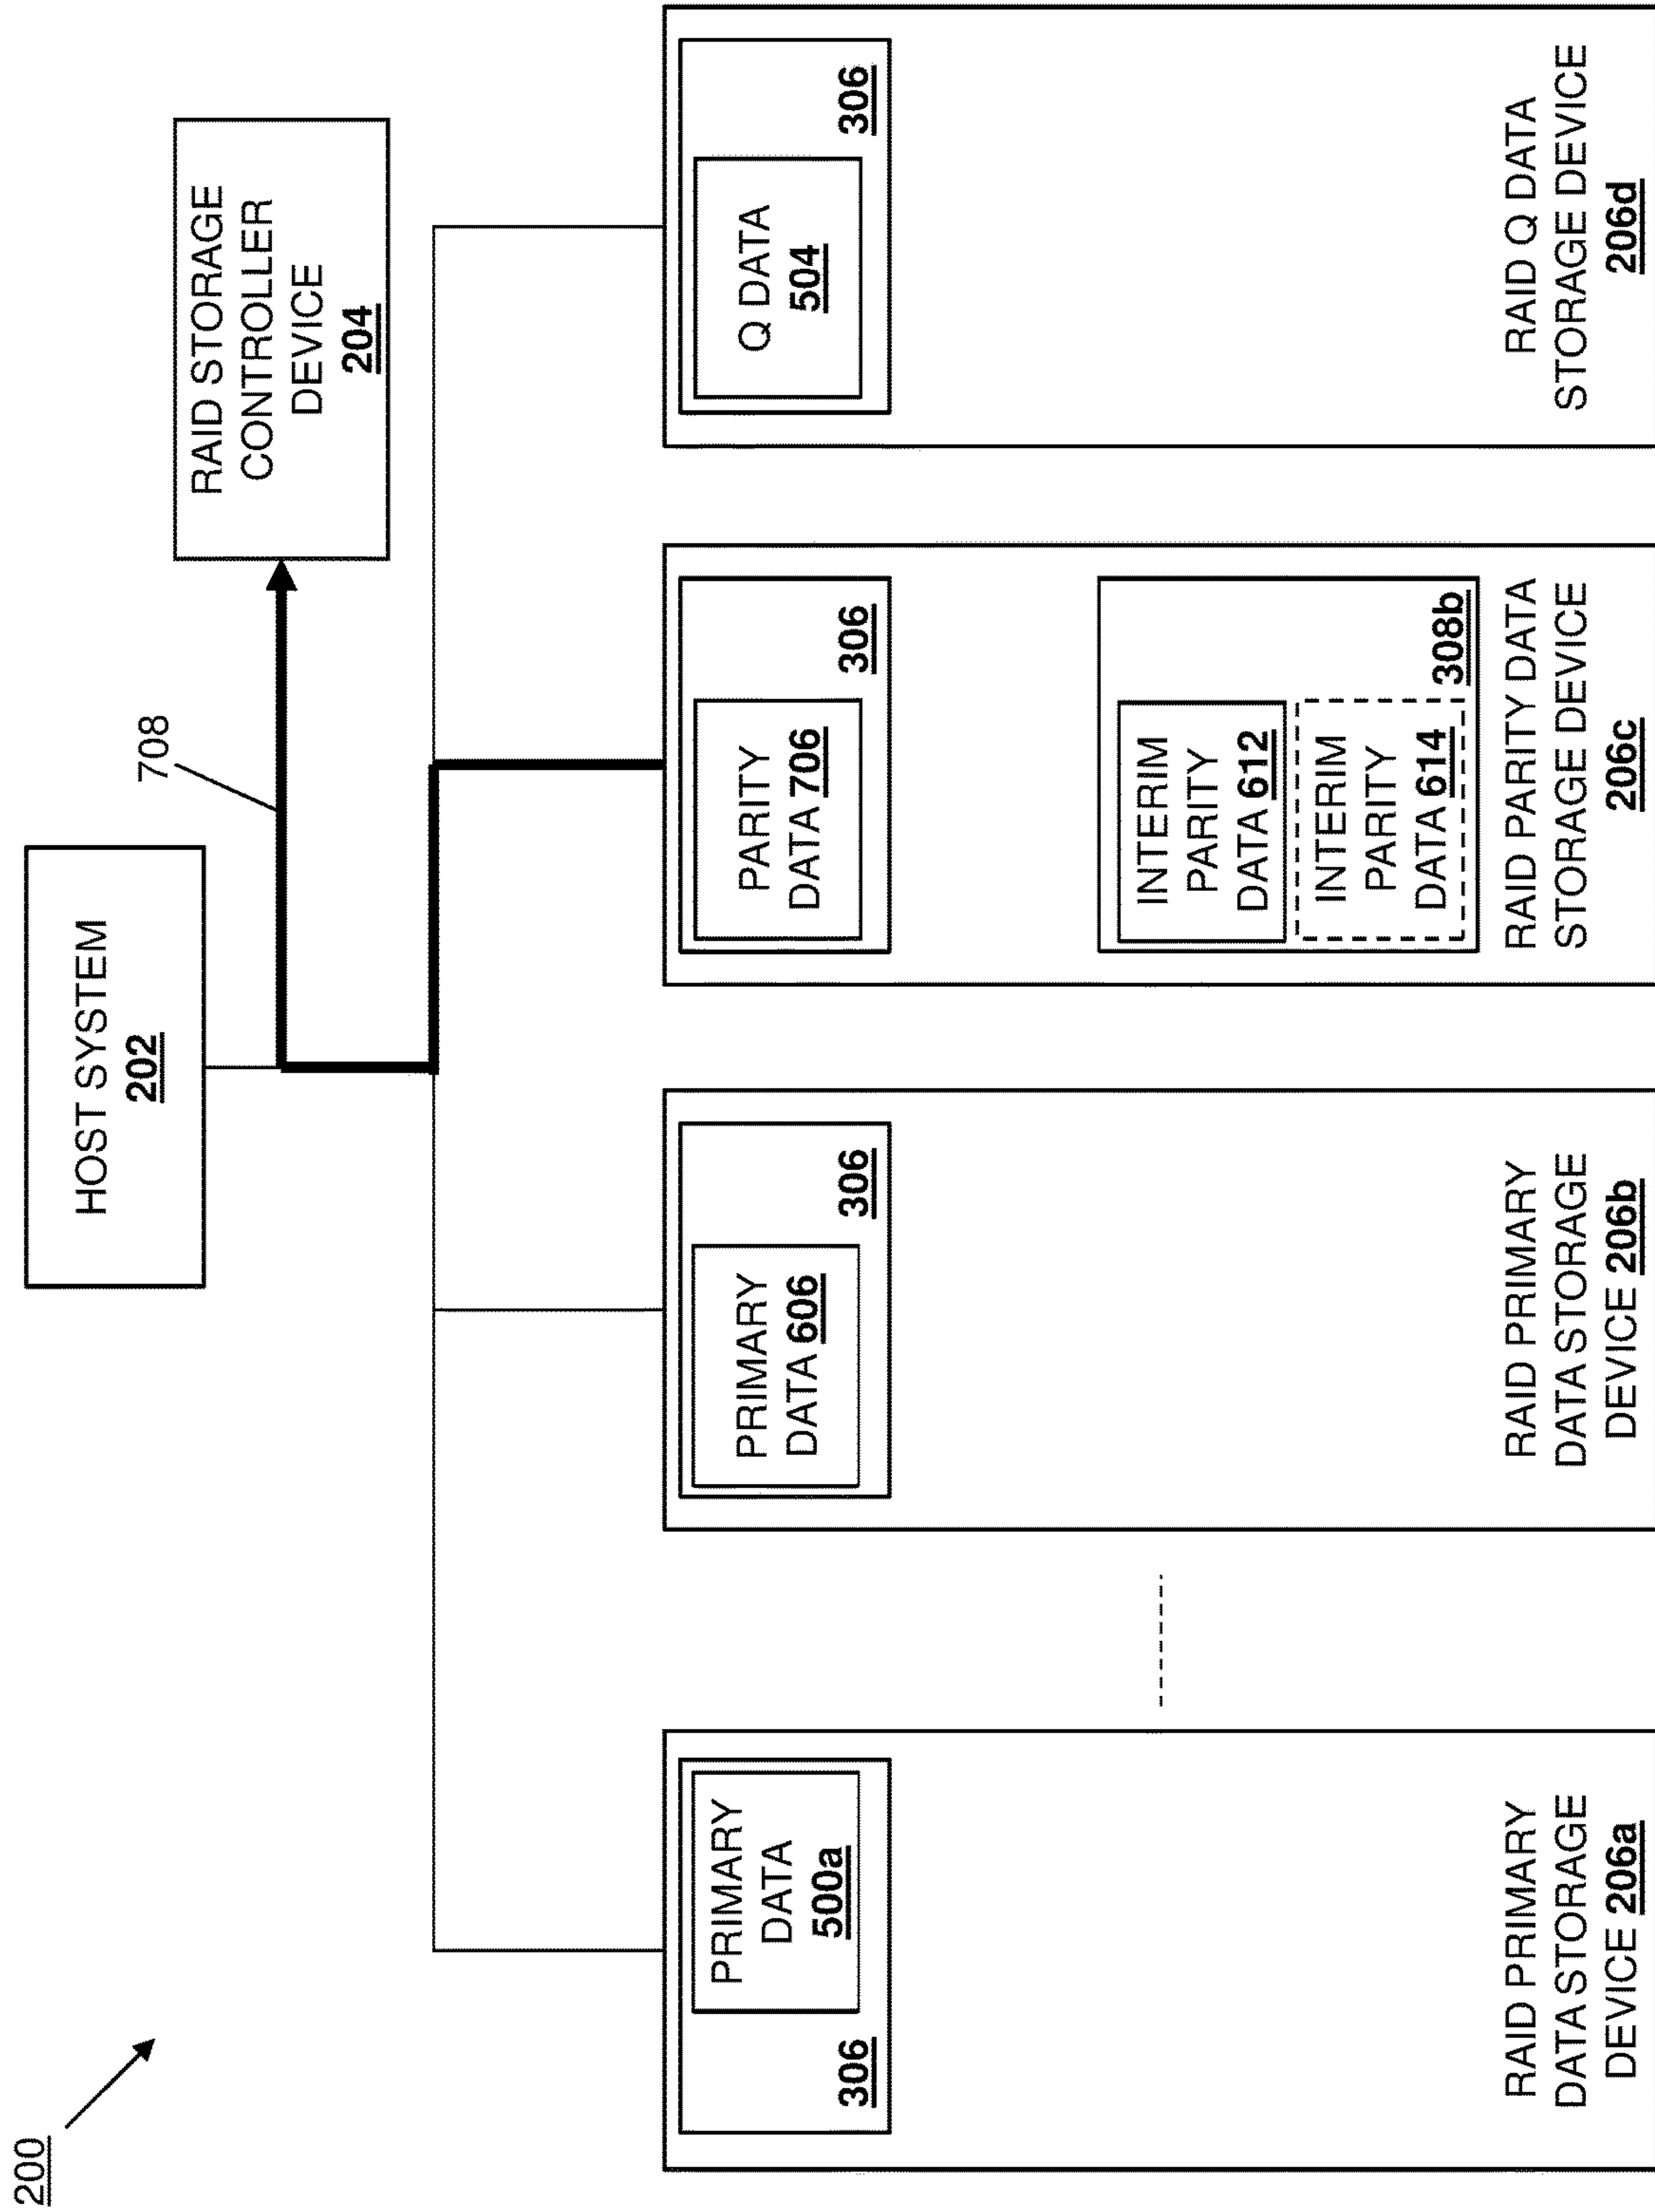 200
HOST SYSTEM
202
708
RAID STORAGE
CONTROLLER
DEVICE
204
PRIMARY
DATA
500a
306
RAID PRIMARY
DATA STORAGE
DEVICE 206a
PRIMARY
DATA 606
306
RAID PRIMARY
DATA STORAGE
DEVICE 206b
PARITY
DATA 706
306
INTERIM
PARITY
DATA 612
INTERIM
PARITY
DATA 614
308b
RAID PARITY DATA
STORAGE DEVICE
206c
Q DATA
504
306
RAID Q DATA
STORAGE DEVICE
206d